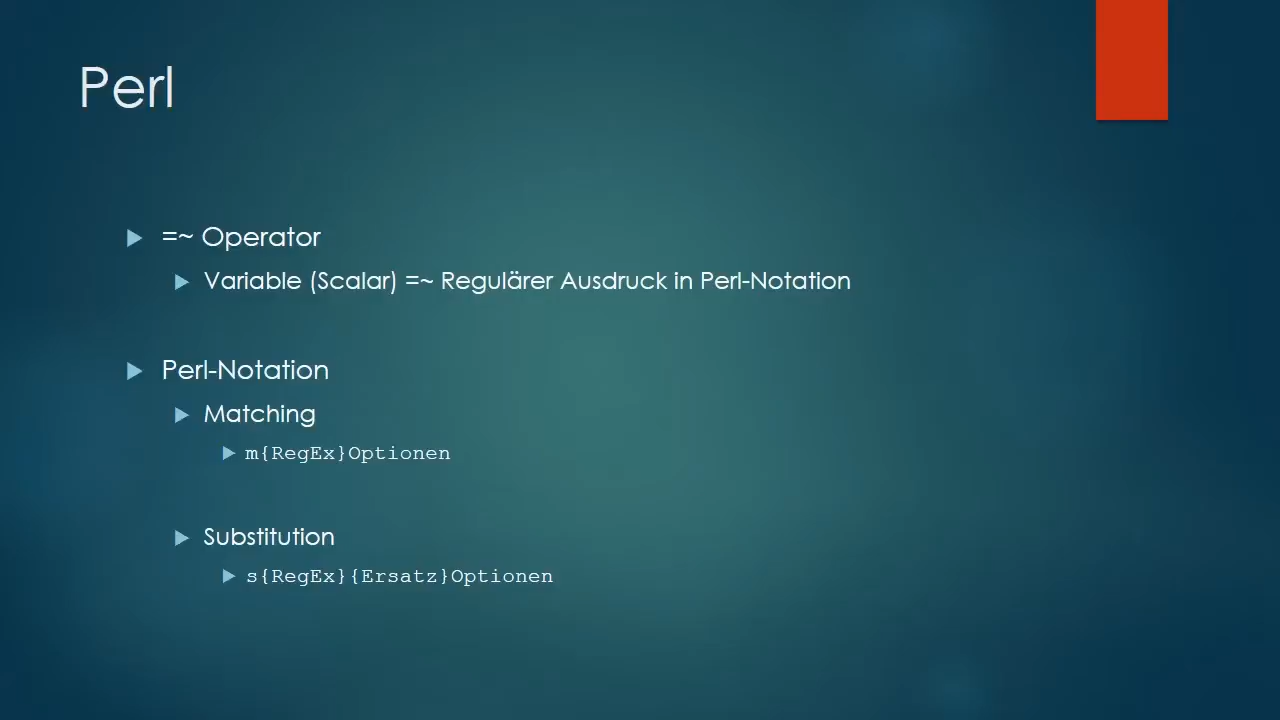 Perl
=~ Operator
Variable (Scalar) =~ Regulärer Ausdruck in Perl-Notation
Perl-Notation
Matching
m{RegEx}Optionen
Substitution
s{RegEx}{Ersatz}Optionen